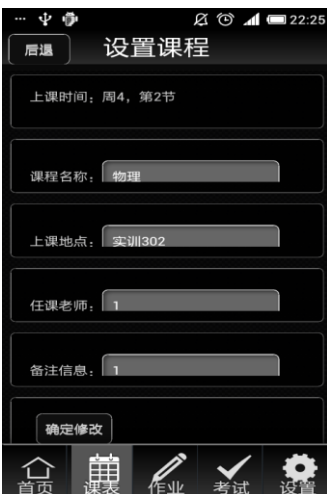 ... 22:25
后退 设置课程
上课时间：周4，第2节
课程名称： 物理
上课地点： 实训302
任课老师： 1
备注信息： 1
确定修改
首页 课表 作业 考试 设置